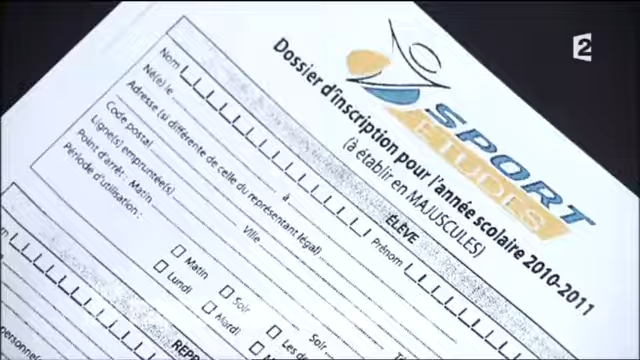 2
SPORT
ETUDES
Dossier d'inscription pour l'année scolaire 2010-2011
(à établir en MAJUSCULES)
ÉLÈVE
Nom Prénom
Né(e) le à
Adresse (si différente de celle du représentant légal)
Code postal Ville
Ligne(s) empruntée(s)
Point d'arrêt : Matin Soir
Période d'utilisation :
Matin Soir
Lundi Mardi